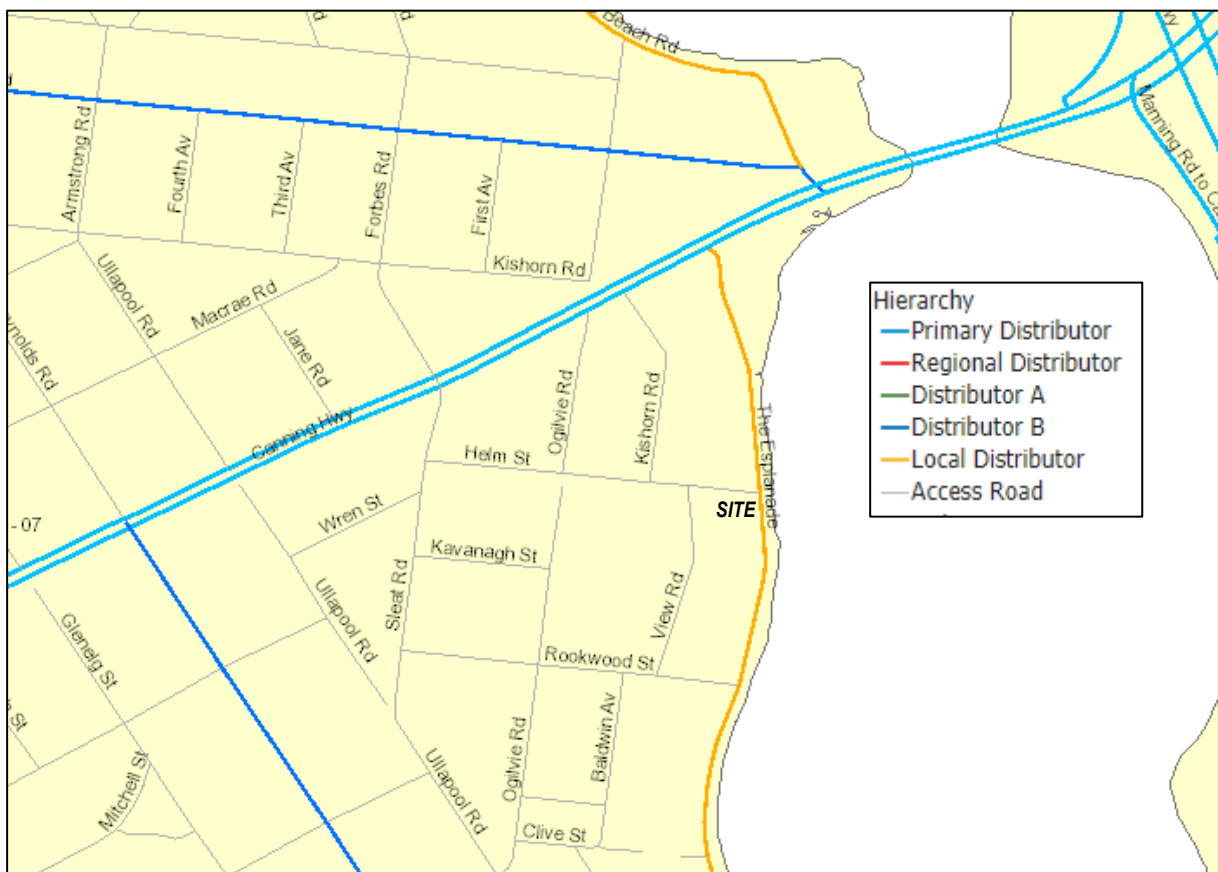 Beach Rd
Manning Rd to Ca
Armstrong Rd
Fourth Av
Third Av
Forbes Rd
First Av
Kishorn Rd
Ullapool Rd
Macrae Rd
Jane Rd
ynolds Rd
Canning Hwy
Ogilvie Rd
Kishorn Rd
The Esplanade
Helm St
SITE
Wren St
- 07
Kavanagh St
Sleat Rd
Ullapool Rd
View Rd
Glenelg St
Rookwood St
Ogilvie Rd
Baldwin Av
Ullapool Rd
Mitchell St
Clive St
Hierarchy
Primary Distributor
Regional Distributor
Distributor A
Distributor B
Local Distributor
Access Road